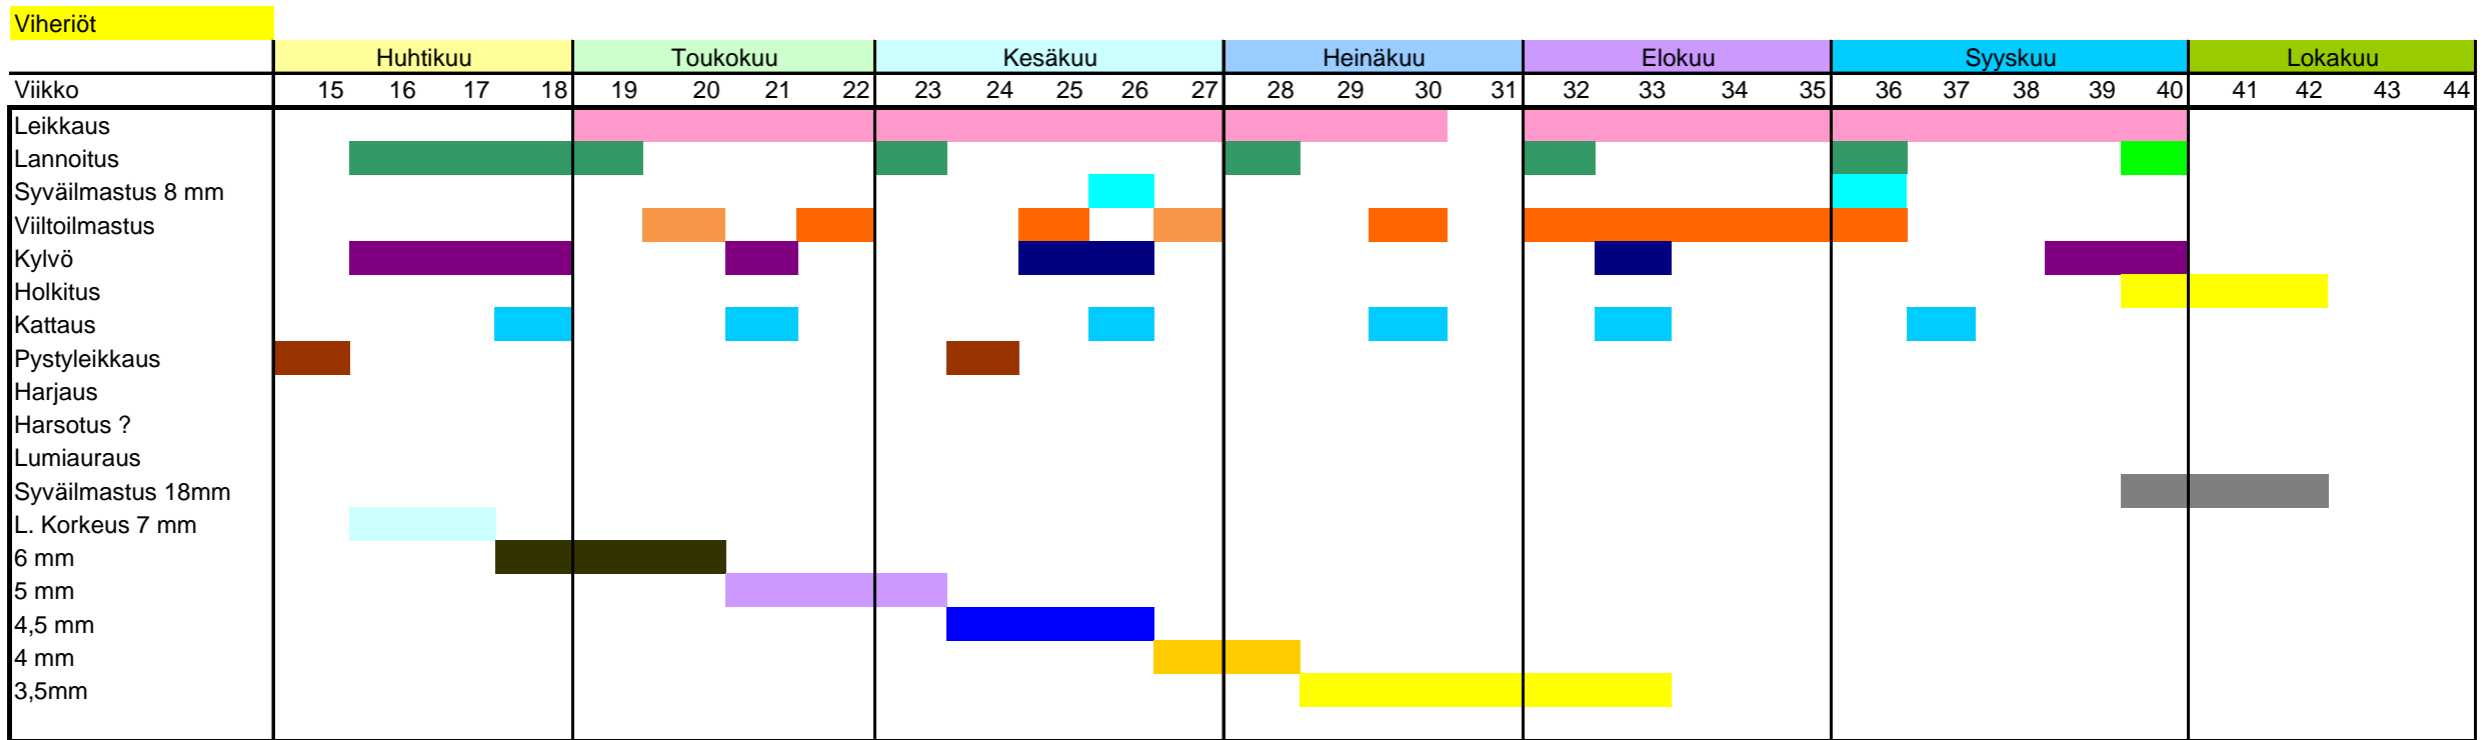 Viheriöt
Huhtikuu Toukokuu Kesäkuu Heinäkuu Elokuu Syyskuu Lokakuu
Viikko 15 16 17 18 19 20 21 22 23 24 25 26 27 28 29 30 31 32 33 34 35 36 37 38 39 40 41 42 43 44
Leikkaus
Lannoitus
Syväilmastus 8 mm
Viiltoilmastus
Kylvö
Holkitus
Kattaus
Pystyleikkaus
Harjaus
Harsotus ?
Lumiauraus
Syväilmastus 18mm
L. Korkeus 7 mm
6 mm
5 mm
4,5 mm
4 mm
3,5mm